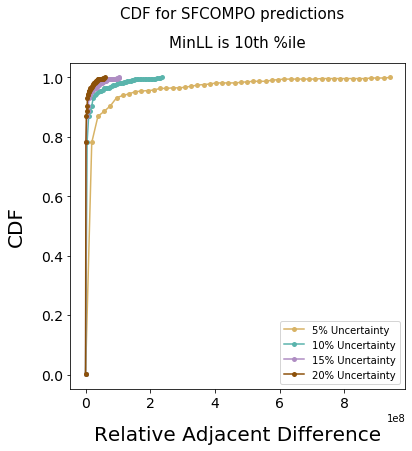 CDF for SFCOMPO predictions
MinLL is 10th %ile
1.0
0.8
0.6
0.4
0.2
0.0
CDF
5% Uncertainty
10% Uncertainty
15% Uncertainty
20% Uncertainty
0 2 4 6 8
1e8
Relative Adjacent Difference